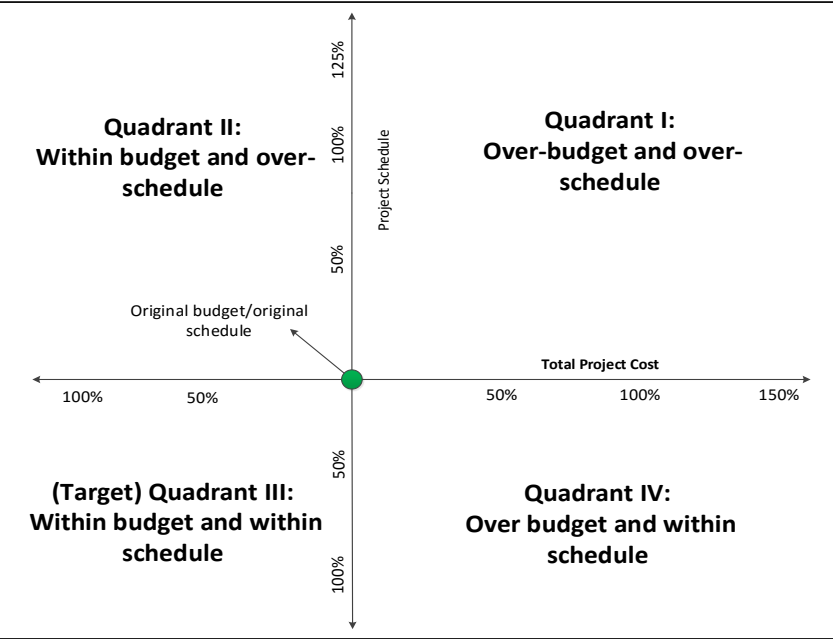 125%
Quadrant II:
Within budget and over-
schedule
100%
Project Schedule
Quadrant I:
Over-budget and over-
schedule
50%
Original budget/original
schedule
Total Project Cost
100%
50%
50%
100%
150%
50%
(Target) Quadrant III:
Within budget and within
schedule
Quadrant IV:
Over budget and within
schedule
100%